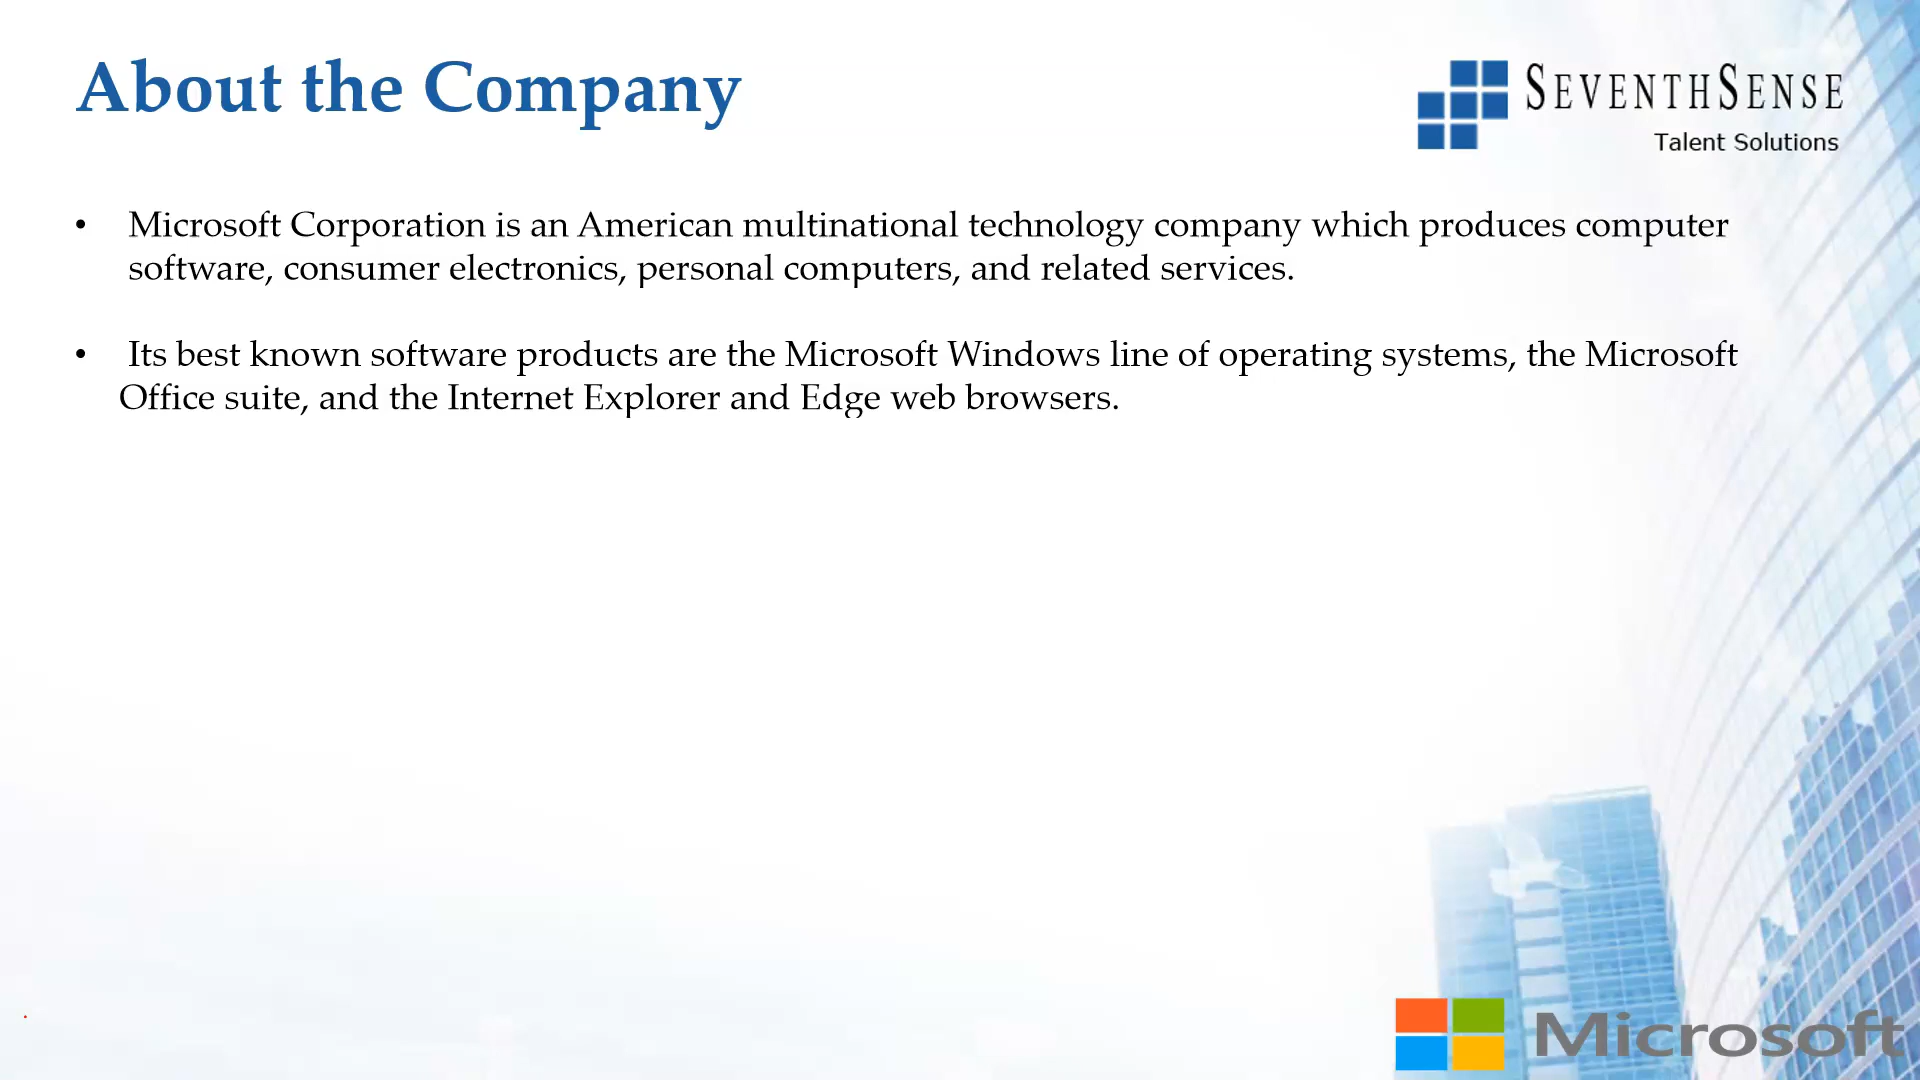 About the Company
SEVENTHSENSE
Talent Solutions
• Microsoft Corporation is an American multinational technology company which produces computer
software, consumer electronics, personal computers, and related services.
• Its best known software products are the Microsoft Windows line of operating systems, the Microsoft
Office suite, and the Internet Explorer and Edge web browsers.
Microsoft